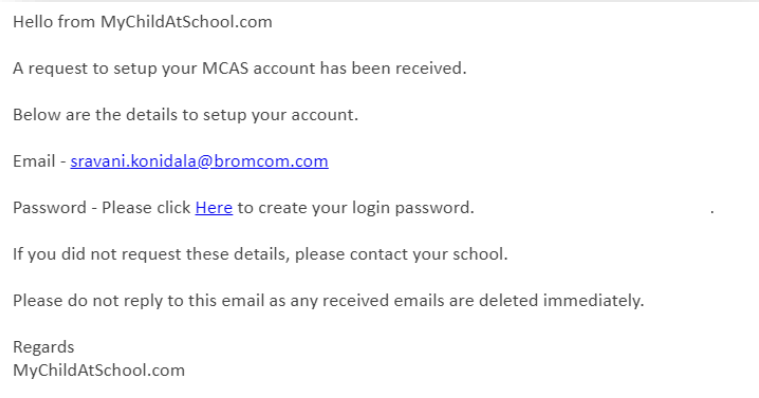 Hello from MyChildAtSchool.com
A request to setup your MCAS account has been received.
Below are the details to setup your account.
Email - sravani.konidala@bromcom.com
Password - Please click Here to create your login password. .
If you did not request these details, please contact your school.
Please do not reply to this email as any received emails are deleted immediately.
Regards
MyChildAtSchool.com